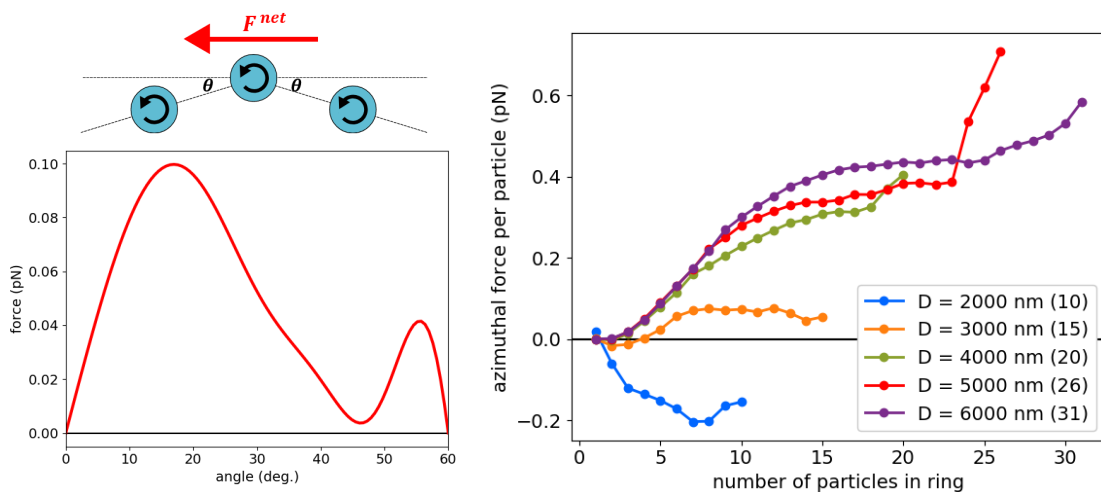 F^net
θ θ
0.10
0.08
0.06
0.04
0.02
0.00
force (pN)
0 10 20 30 40 50 60
angle (deg.)
0.6
0.4
0.2
0.0
−0.2
azimuthal force per particle (pN)
D = 2000 nm (10)
D = 3000 nm (15)
D = 4000 nm (20)
D = 5000 nm (26)
D = 6000 nm (31)
0 5 10 15 20 25 30
number of particles in ring